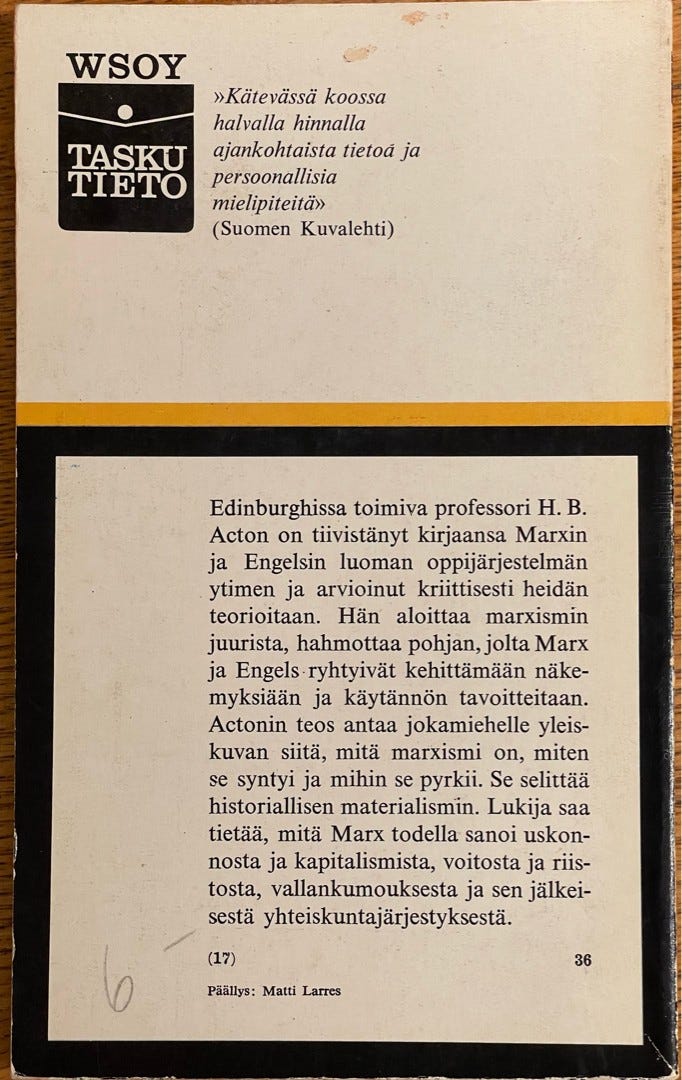 WSOY
TASKU
TIETO
»Kätevässä koossa
halvalla hinnalla
ajankohtaista tietoa ja
persoonallisia
mielipiteitä»
(Suomen Kuvalehti)
Edinburghissa toimiva professori H. B.
Acton on tiivistänyt kirjaansa Marxin
ja Engelsin luoman oppijärjestelmän
ytimen ja arvioinut kriittisesti heidän
teorioitaan. Hän aloittaa marxismin
juurista, hahmottaa pohjan, jolta Marx
ja Engels ryhtyivät kehittämään näke-
myksiään ja käytännön tavoitteitaan.
Actonin teos antaa jokamiehelle yleis-
kuvan siitä, mitä marxismi on, miten
se syntyi ja mihin se pyrkii. Se selittää
historiallisen materialismin. Lukija saa
tietää, mitä Marx todella sanoi uskon-
nosta ja kapitalismista, voitosta ja riis-
tosta, vallankumouksesta ja sen jälkei-
sestä yhteiskuntajärjestyksestä.
(17) 36
Päällys: Matti Larres
6 –